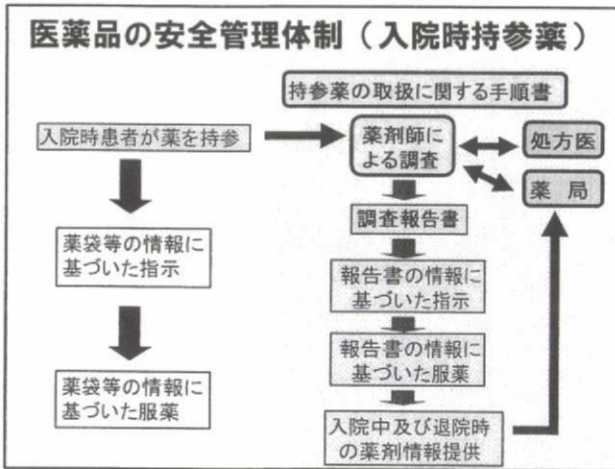 医薬品の安全管理体制（入院時持参薬）
持参薬の取扱に関する手順書
入院時患者が薬を持参
薬剤師に
よる調査
処方医
薬局
調査報告書
薬袋等の情報に
基づいた指示
報告書の情報に
基づいた指示
報告書の情報に
基づいた服薬
薬袋等の情報に
基づいた服薬
入院中及び退院時
の薬剤情報提供